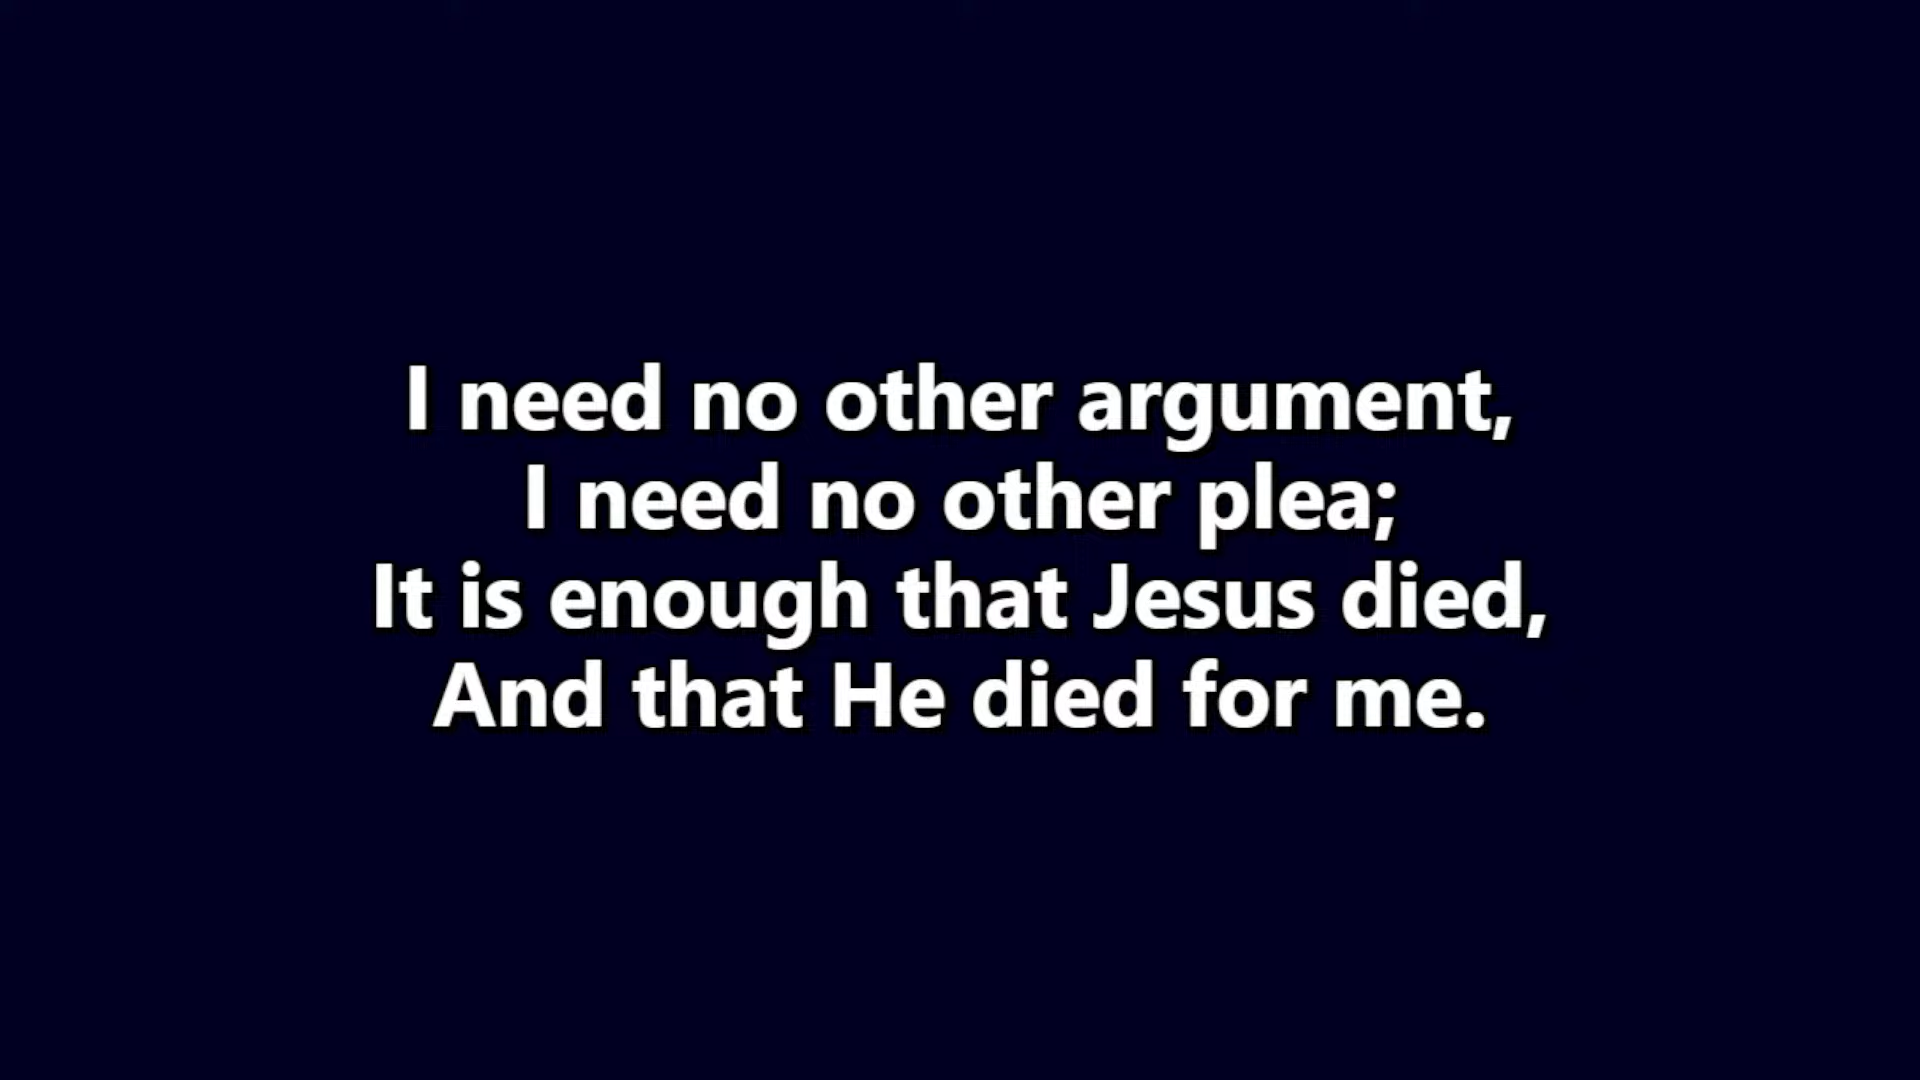 I need no other argument,
I need no other plea;
It is enough that Jesus died,
And that He died for me.